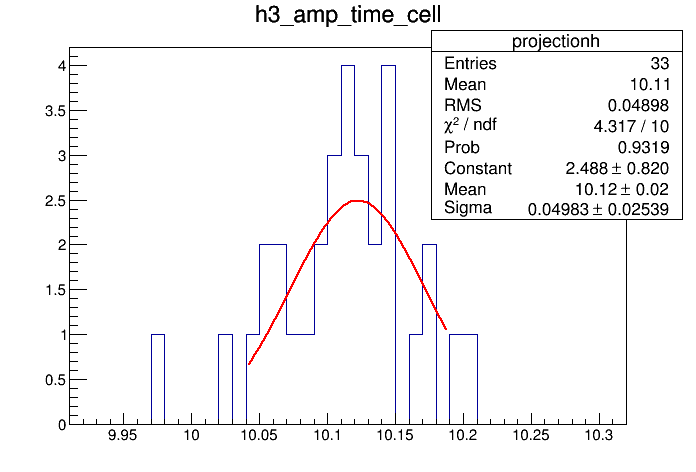 h3_amp_time_cell
projectionh
Entries 33
Mean 10.11
RMS 0.04898
χ² / ndf 4.317 / 10
Prob 0.9319
Constant 2.488 ± 0.820
Mean 10.12 ± 0.02
Sigma 0.04983 ± 0.02539
4
3.5
3
2.5
2
1.5
1
0.5
0
9.95 10 10.05 10.1 10.15 10.2 10.25 10.3